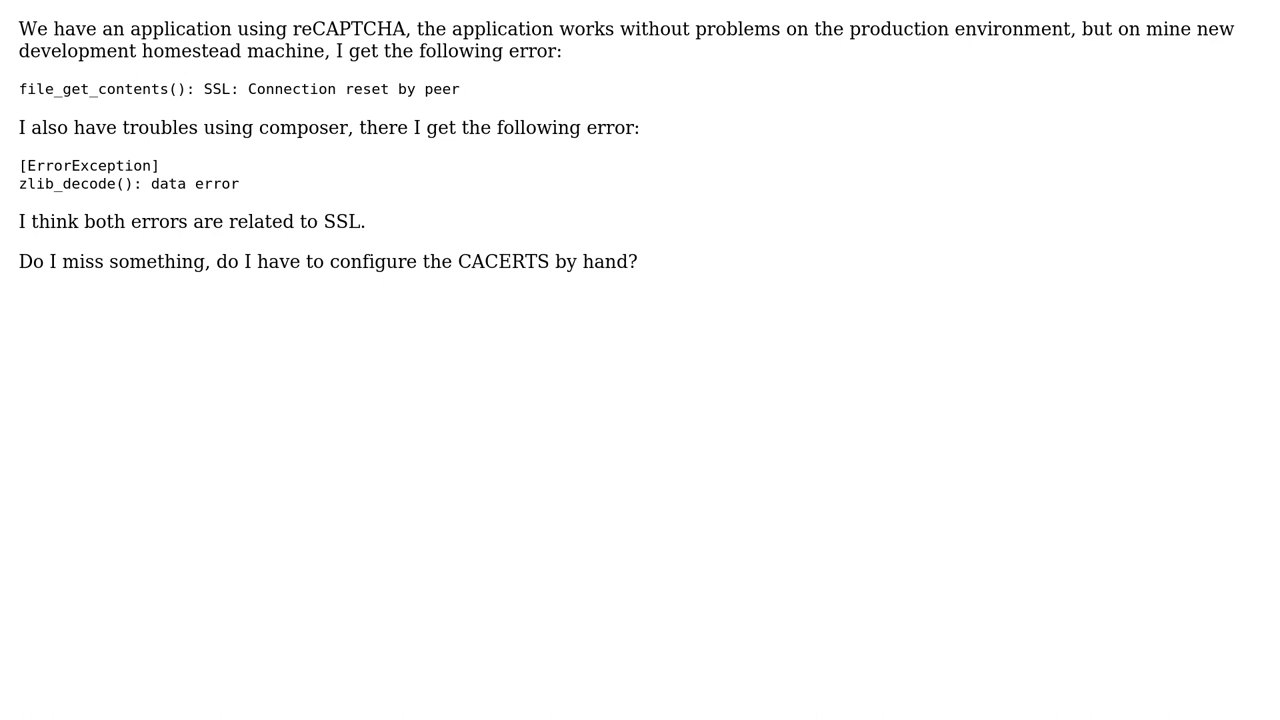 We have an application using reCAPTCHA, the application works without problems on the production environment, but on mine new
development homestead machine, I get the following error:
file_get_contents(): SSL: Connection reset by peer
I also have troubles using composer, there I get the following error:
[ErrorException]
zlib_decode(): data error
I think both errors are related to SSL.
Do I miss something, do I have to configure the CACERTS by hand?